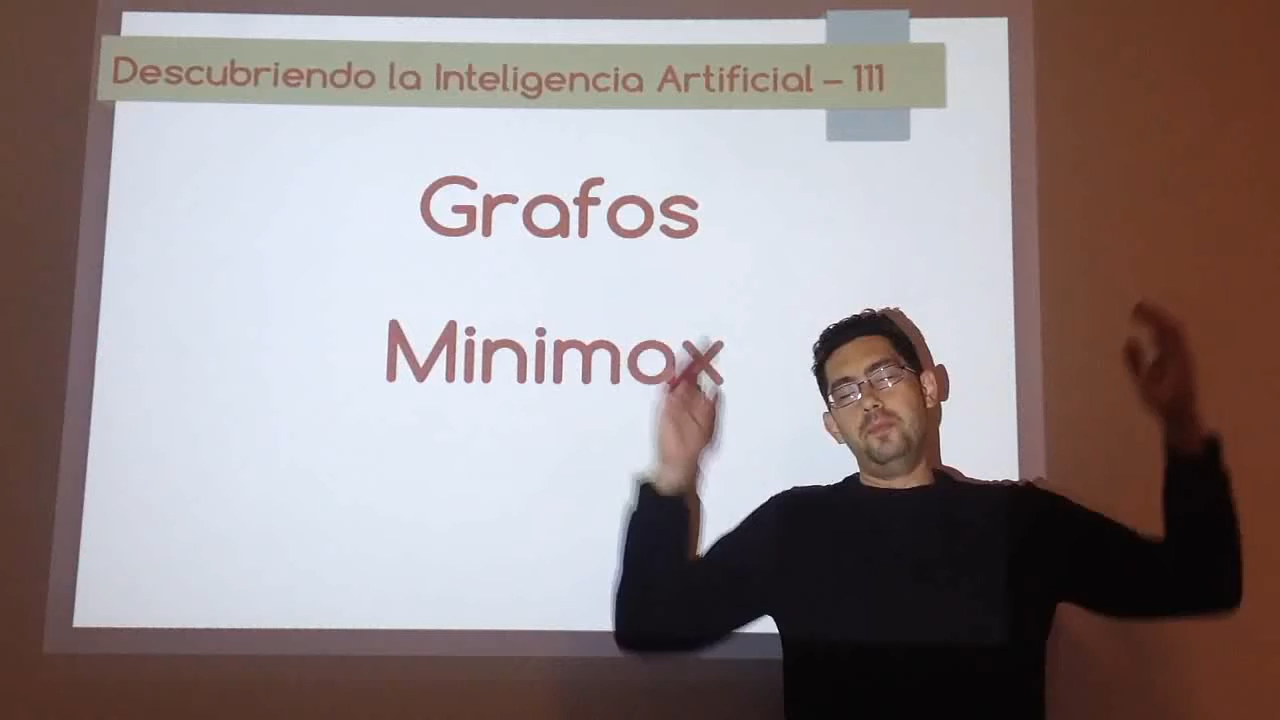 Descubriendo la Inteligencia Artificial – 111
Grafos
Minimax